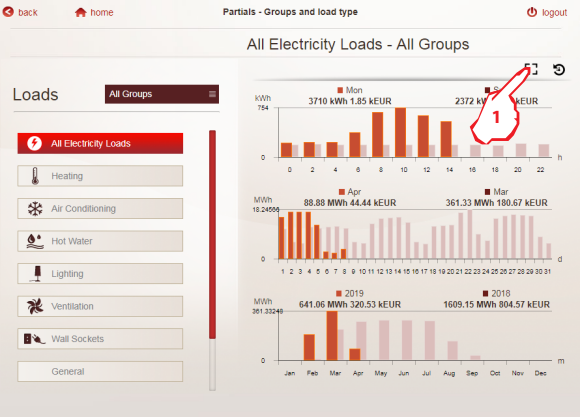 back home Partials - Groups and load type logout
All Electricity Loads - All Groups
Loads All Groups
All Electricity Loads
Heating
Air Conditioning
Hot Water
Lighting
Ventilation
Wall Sockets
General
1
kWh Mon
3710 kWh 1.85 kEUR 2372 kEUR
764
0
0 2 4 6 8 10 12 14 16 18 20 22 h
MWh Apr Mar
88.88 MWh 44.44 kEUR 361.33 MWh 180.67 kEUR
18.24566
0
1 2 3 4 5 6 7 8 9 10 11 12 13 14 15 16 17 18 19 20 21 22 23 24 25 26 27 28 29 30 31 d
MWh 2019 2018
641.06 MWh 320.53 kEUR 1609.15 MWh 804.57 kEUR
361.33248
0
Jan Feb Mar Apr May Jun Jul Aug Sep Oct Nov Dec m